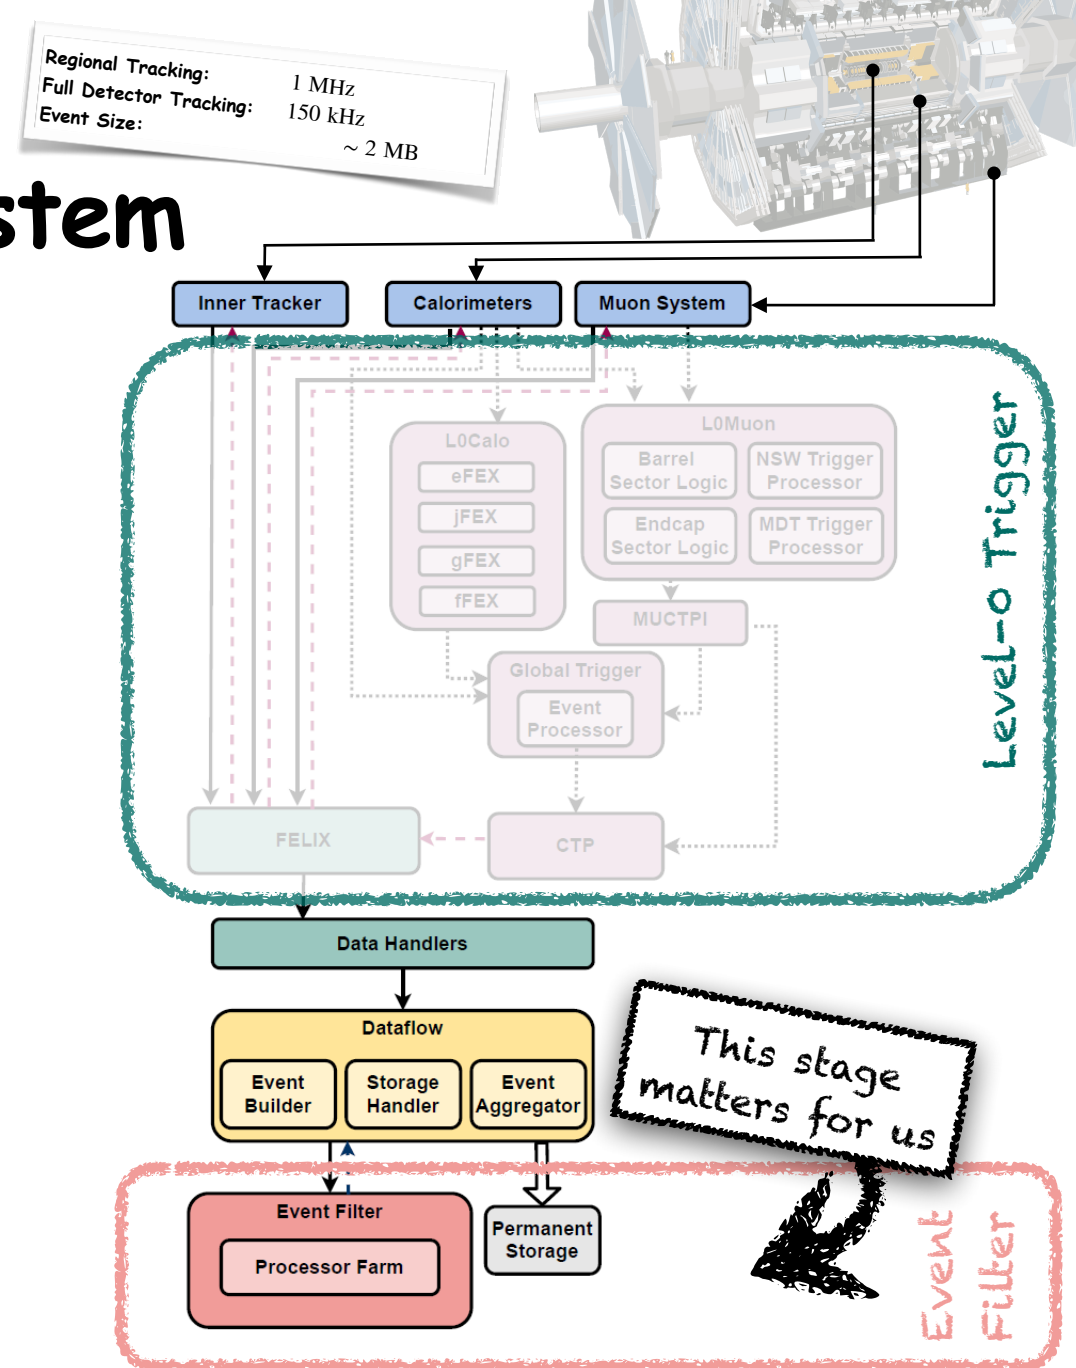 Regional Tracking: 1 MHz
Full Detector Tracking: 150 kHz
Event Size: ~ 2 MB
stem
Inner Tracker
Calorimeters
Muon System
Level-0 Trigger
L0Calo
eFEX
jFEX
gFEX
fFEX
L0Muon
Barrel
Sector Logic
NSW Trigger
Processor
Endcap
Sector Logic
MDT Trigger
Processor
MUCTPI
Global Trigger
Event
Processor
FELIX
CTP
Data Handlers
Dataflow
Event
Builder
Storage
Handler
Event
Aggregator
This stage
matters for us
Event Filter
Processor Farm
Permanent
Storage
Event
Filter